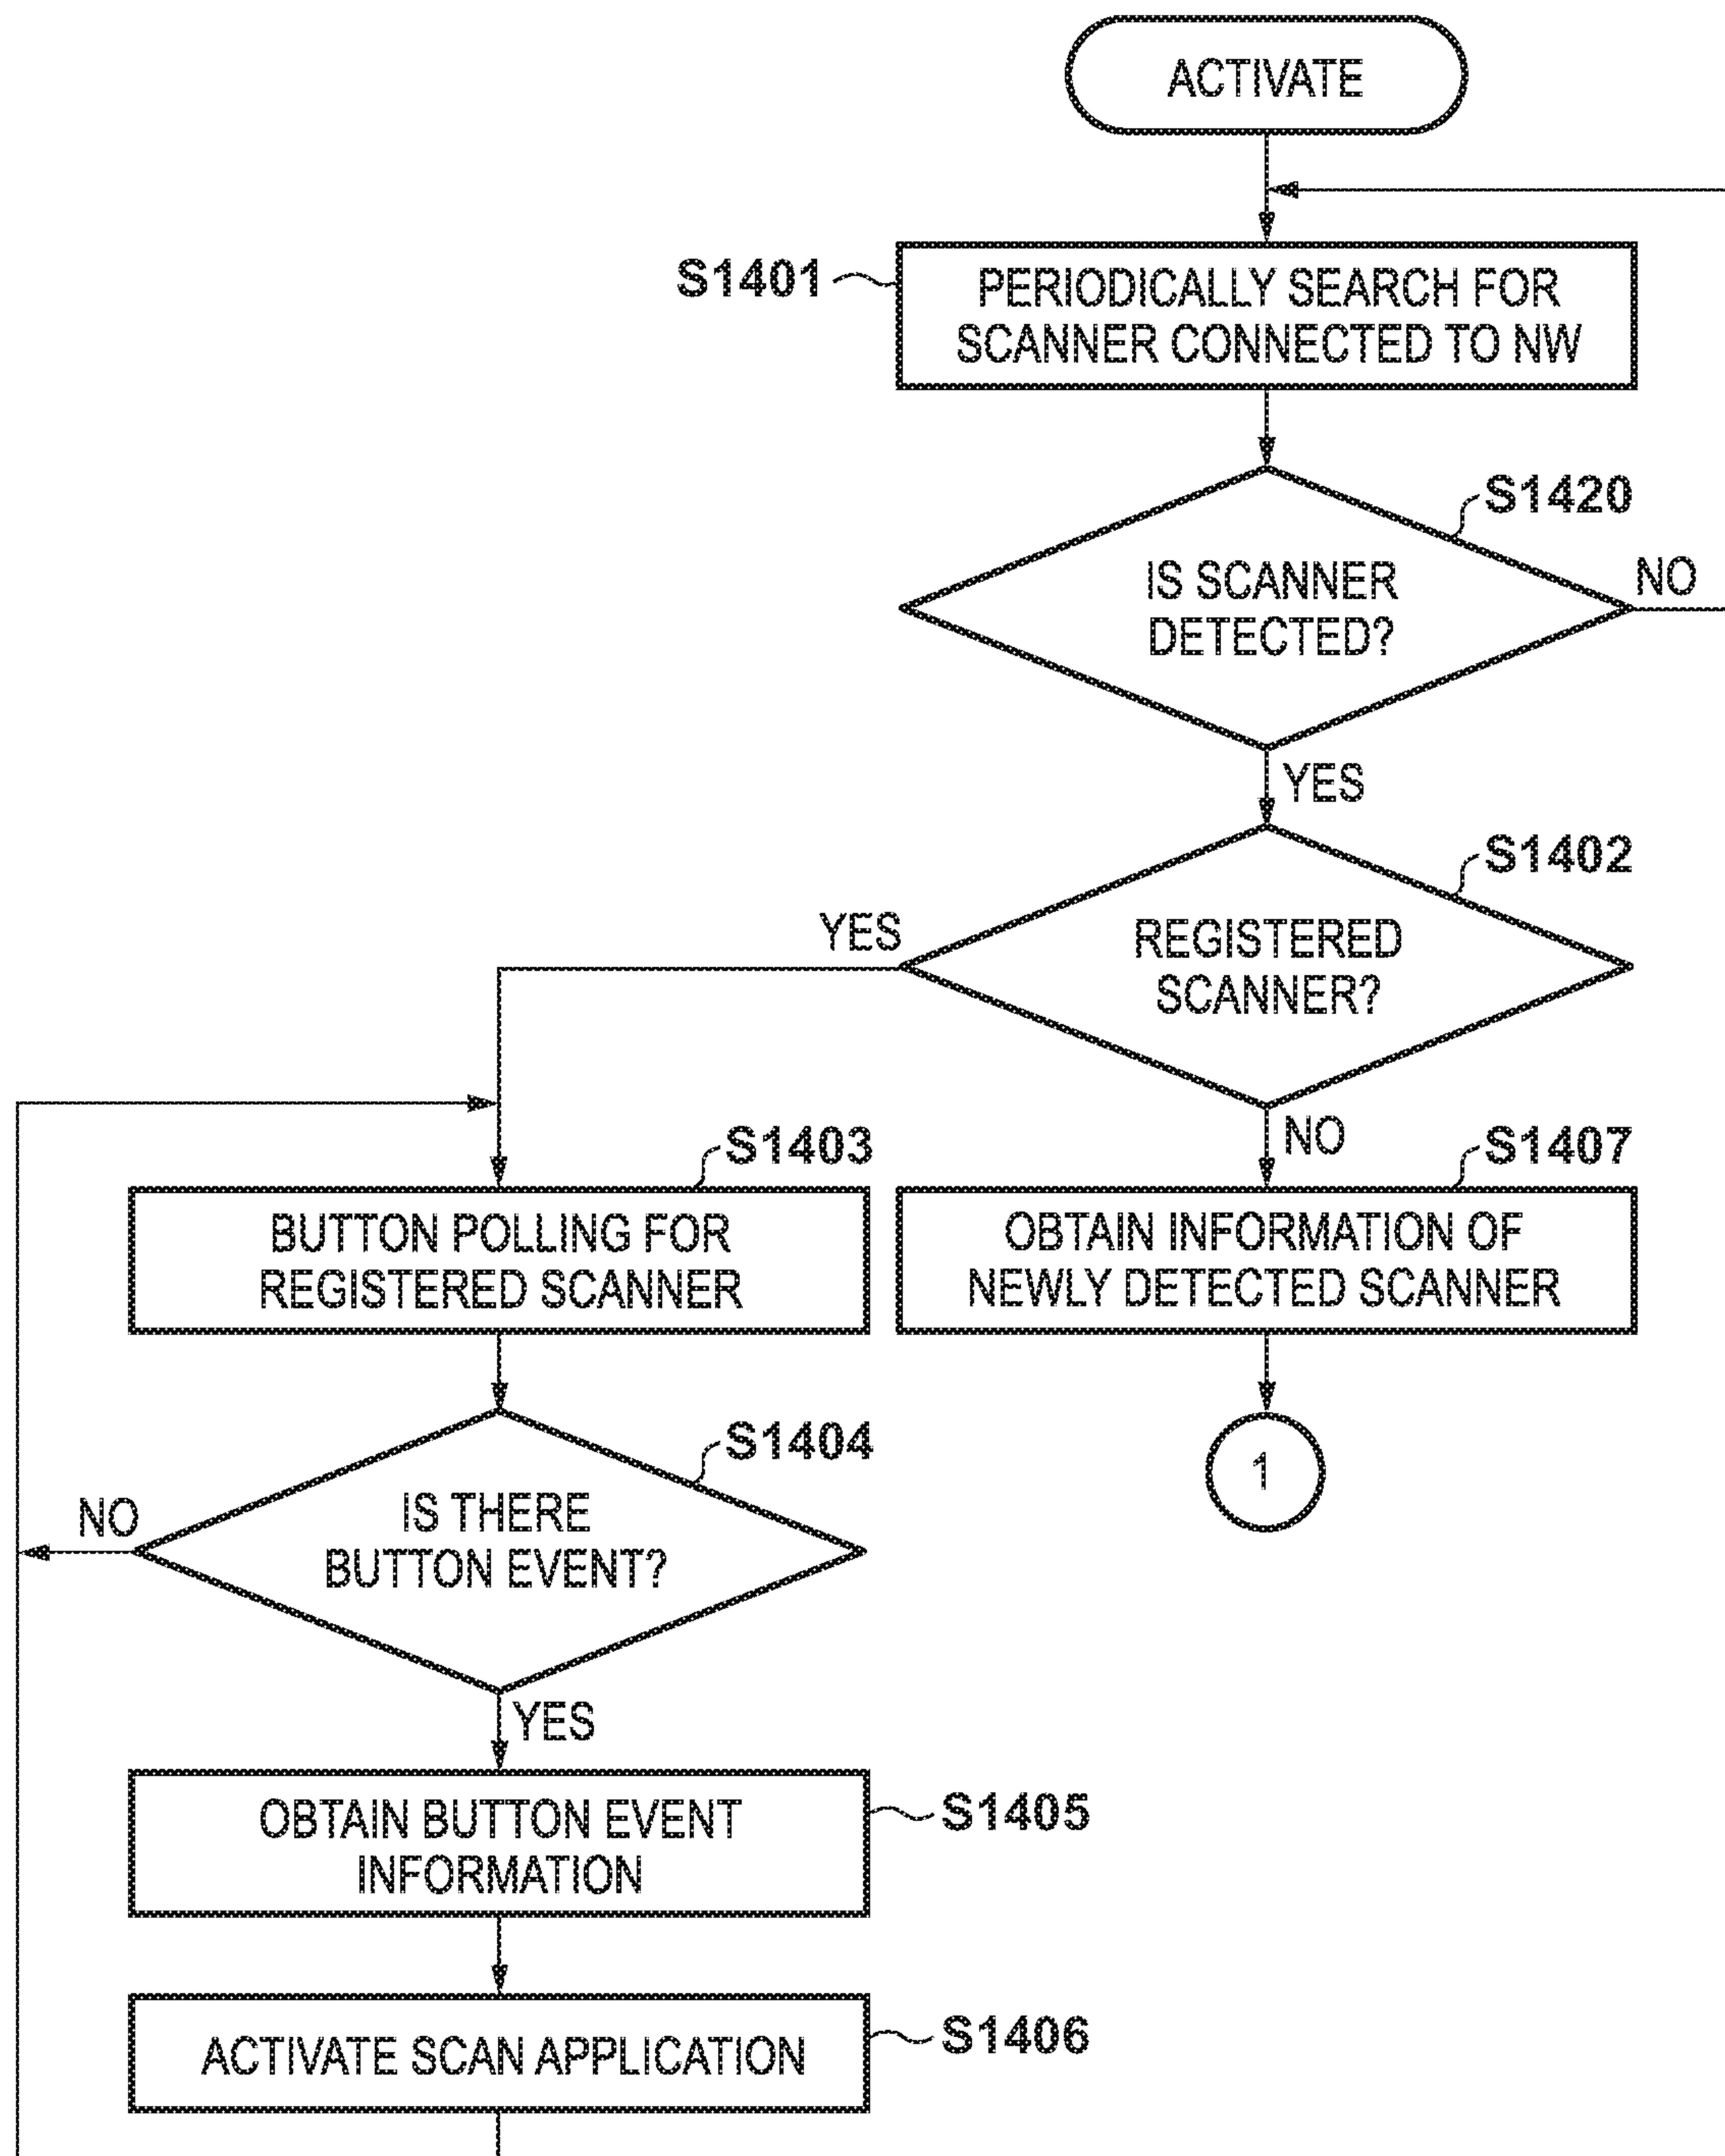 ACTIVATE
S1401
PERIODICALLY SEARCH FOR
SCANNER CONNECTED TO NW
S1420
IS SCANNER
DETECTED?
NO
YES
S1402
REGISTERED
SCANNER?
YES
NO
S1403
BUTTON POLLING FOR
REGISTERED SCANNER
S1407
OBTAIN INFORMATION OF
NEWLY DETECTED SCANNER
1
S1404
IS THERE
BUTTON EVENT?
NO
YES
OBTAIN BUTTON EVENT
INFORMATION
S1405
ACTIVATE SCAN APPLICATION
S1406